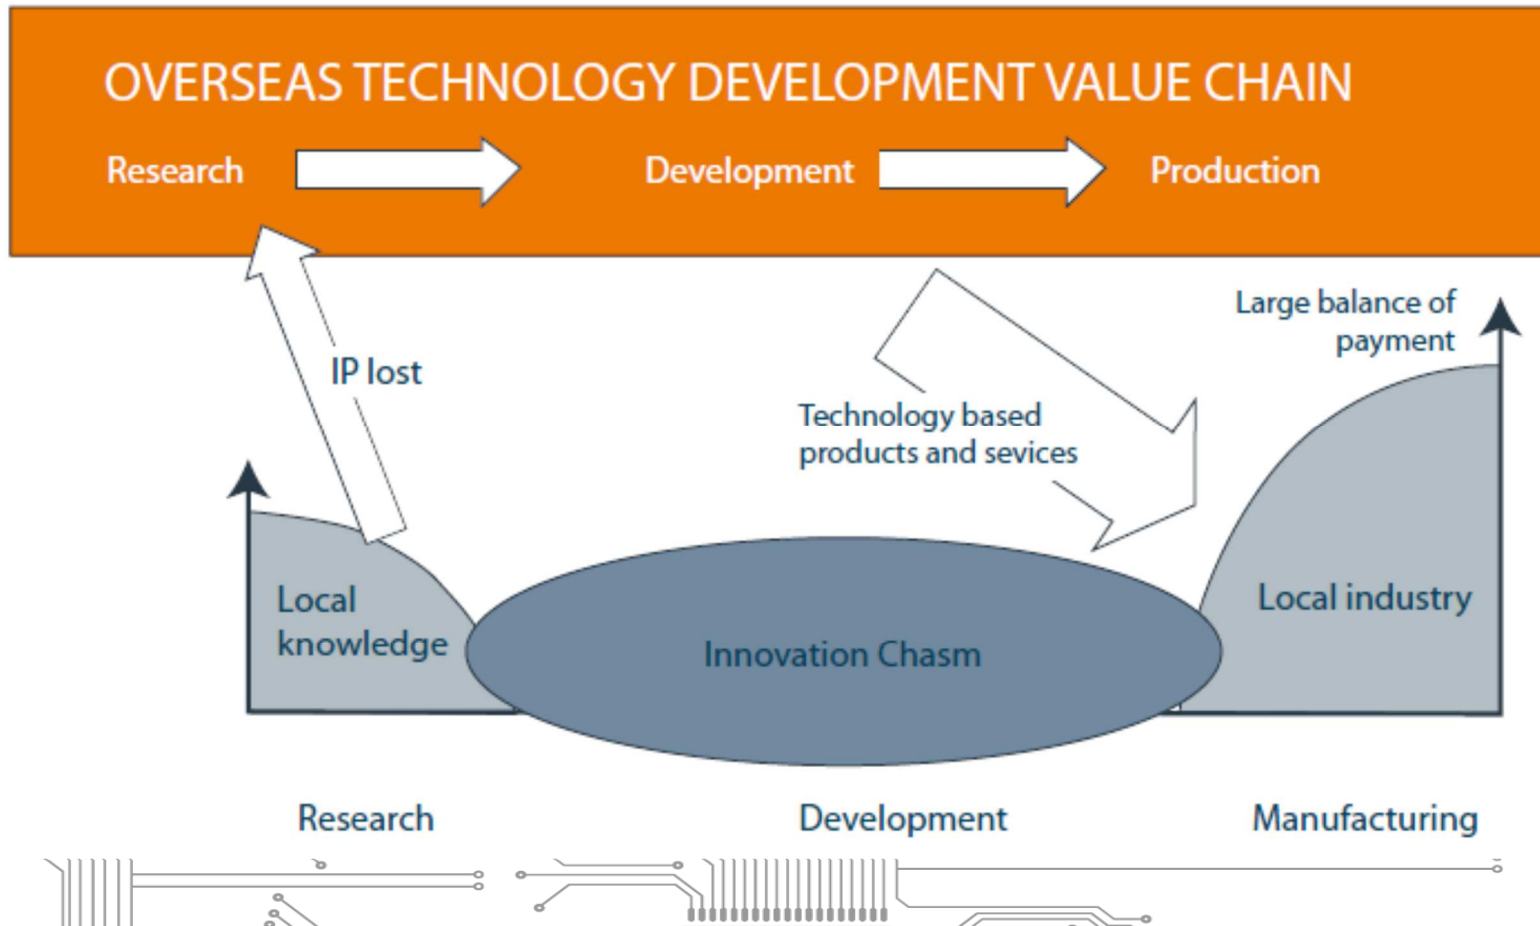 OVERSEAS TECHNOLOGY DEVELOPMENT VALUE CHAIN
Research
Development
Production
Large balance of
payment
IP lost
Technology based
products and sevices
Local
knowledge
Innovation Chasm
Local industry
Research
Development
Manufacturing